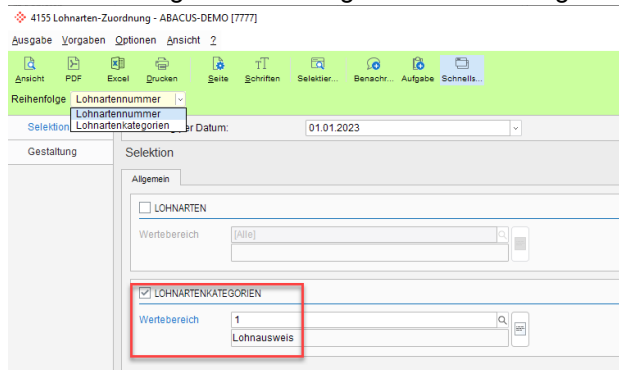 4155 Lohnarten-Zuordnung - ABACUS-DEMO [7777]
Ausgabe Vorgaben Optionen Ansicht ?
Ansicht PDF Excel Drucken Seite Schriften Selektier... Benachr... Aufgabe Schnells...
Reihenfolge Lohnartennummer
Lohnartennummer
Lohnartenkategorien
Selektion Datum: 01.01.2023
Gestaltung Selektion
Allgemein
LOHNARTEN
Wertebereich [Alle]
LOHNARTENKATEGORIEN
Wertebereich 1
Lohnausweis